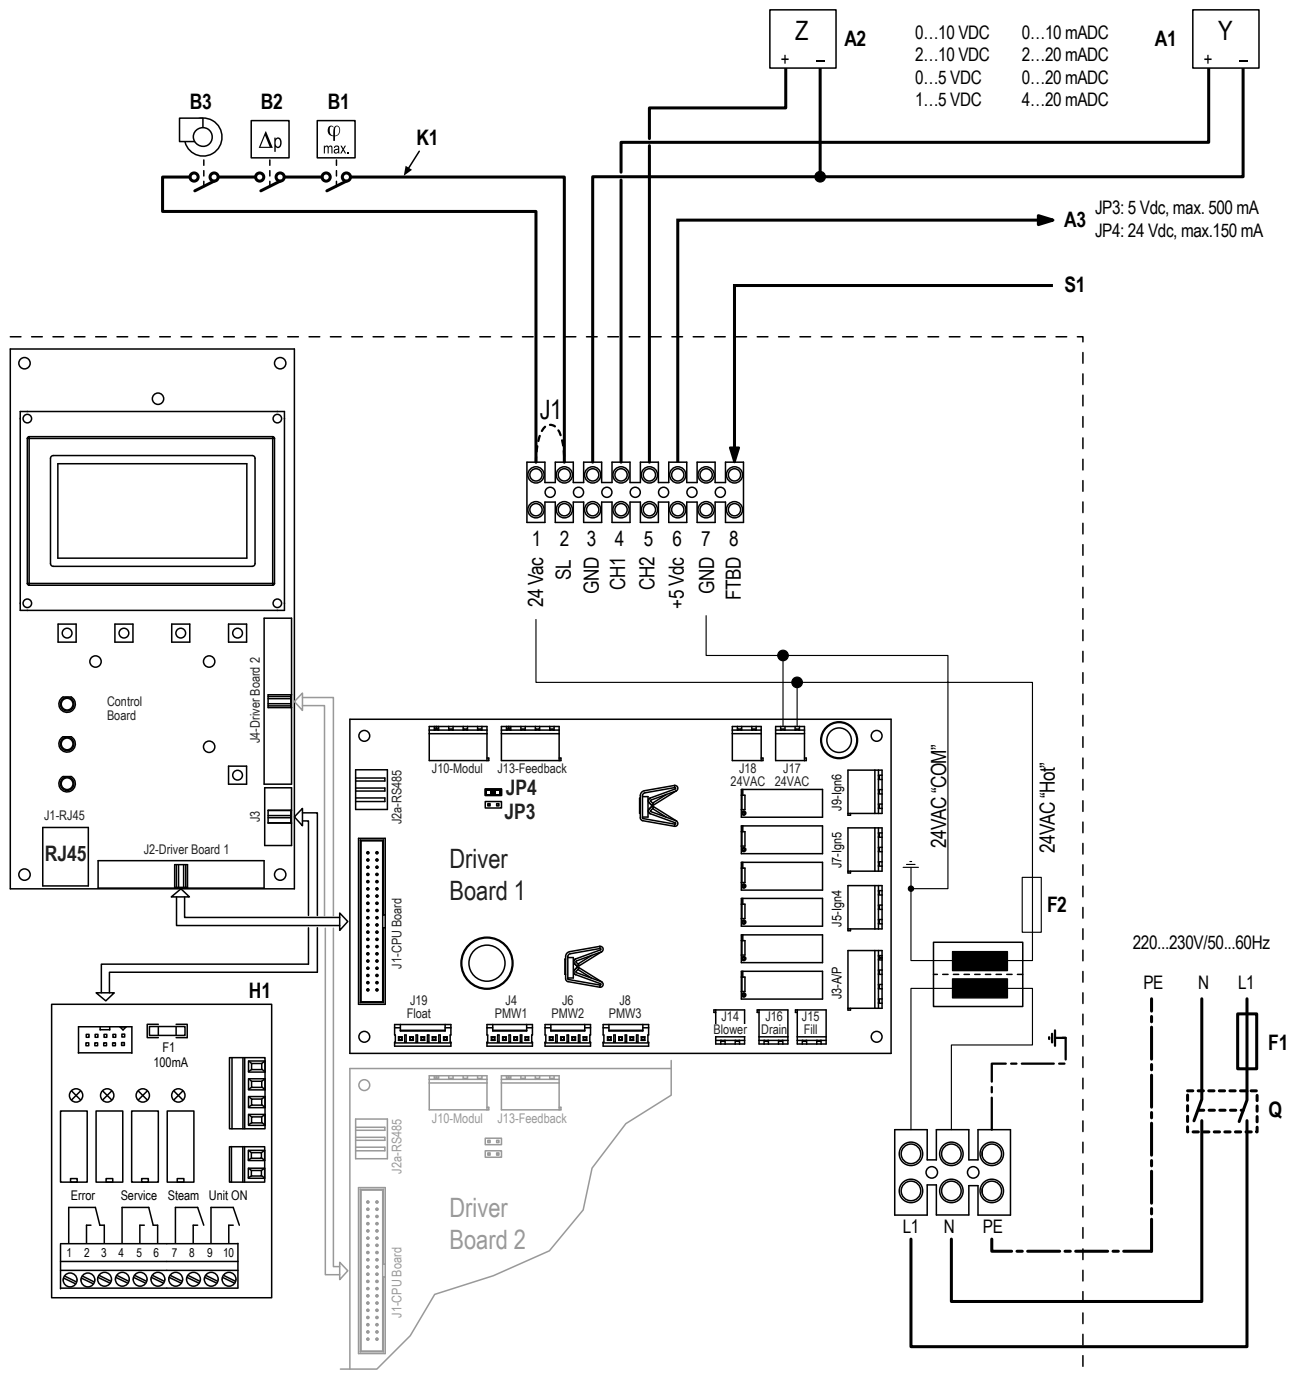 Z
+ −
A2
0…10 VDC 0…10 mADC
2…10 VDC 2…20 mADC
0…5 VDC 0…20 mADC
1…5 VDC 4…20 mADC
A1
Y
+ −
B3
B2
B1
Δp
φ
max.
K1
A3
JP3: 5 Vdc, max. 500 mA
JP4: 24 Vdc, max.150 mA
S1
J1
1 2 3 4 5 6 7 8
24 Vac
SL
GND
CH1
CH2
+5 Vdc
GND
FTBD
Control
Board
J4-Driver Board 2
J3
J1-RJ45
RJ45
J2-Driver Board 1
J10-Modul
J13-Feedback
J18
24VAC
J17
24VAC
J2a-RS485
JP4
JP3
J9-Ign6
J7-Ign5
J5-Ign4
J3-A/P
Driver
Board 1
J1-CPU Board
J19
Float
J4
PMW1
J6
PMW2
J8
PMW3
J14
Blower
J16
Drain
J15
Fill
24VAC “COM”
24VAC “Hot”
F2
220...230V/50...60Hz
PE N L1
F1
Q
H1
F1
100mA
Error Service Steam Unit ON
1 2 3 4 5 6 7 8 9 10
J10-Modul
J13-Feedback
J2a-RS485
Driver
Board 2
J1-CPU Board
L1 N PE